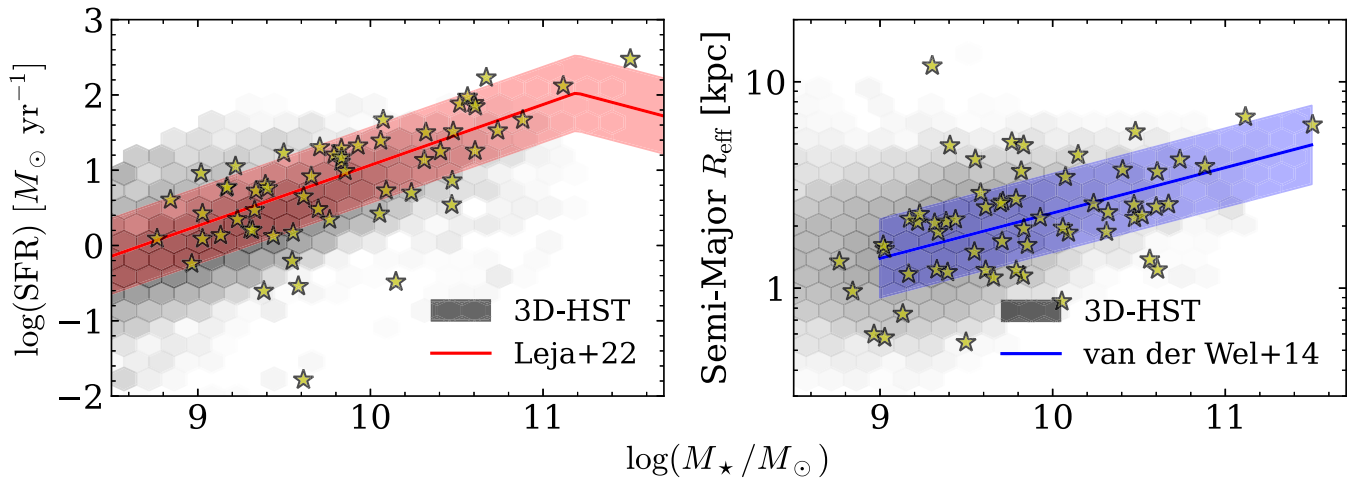 log(SFR) [M⊙ yr⁻¹]
3
2
1
0
−1
−2
9
10
11
3D-HST
Leja+22
Semi-Major R_eff [kpc]
10
1
9
10
11
3D-HST
van der Wel+14
log(M⋆/M⊙)